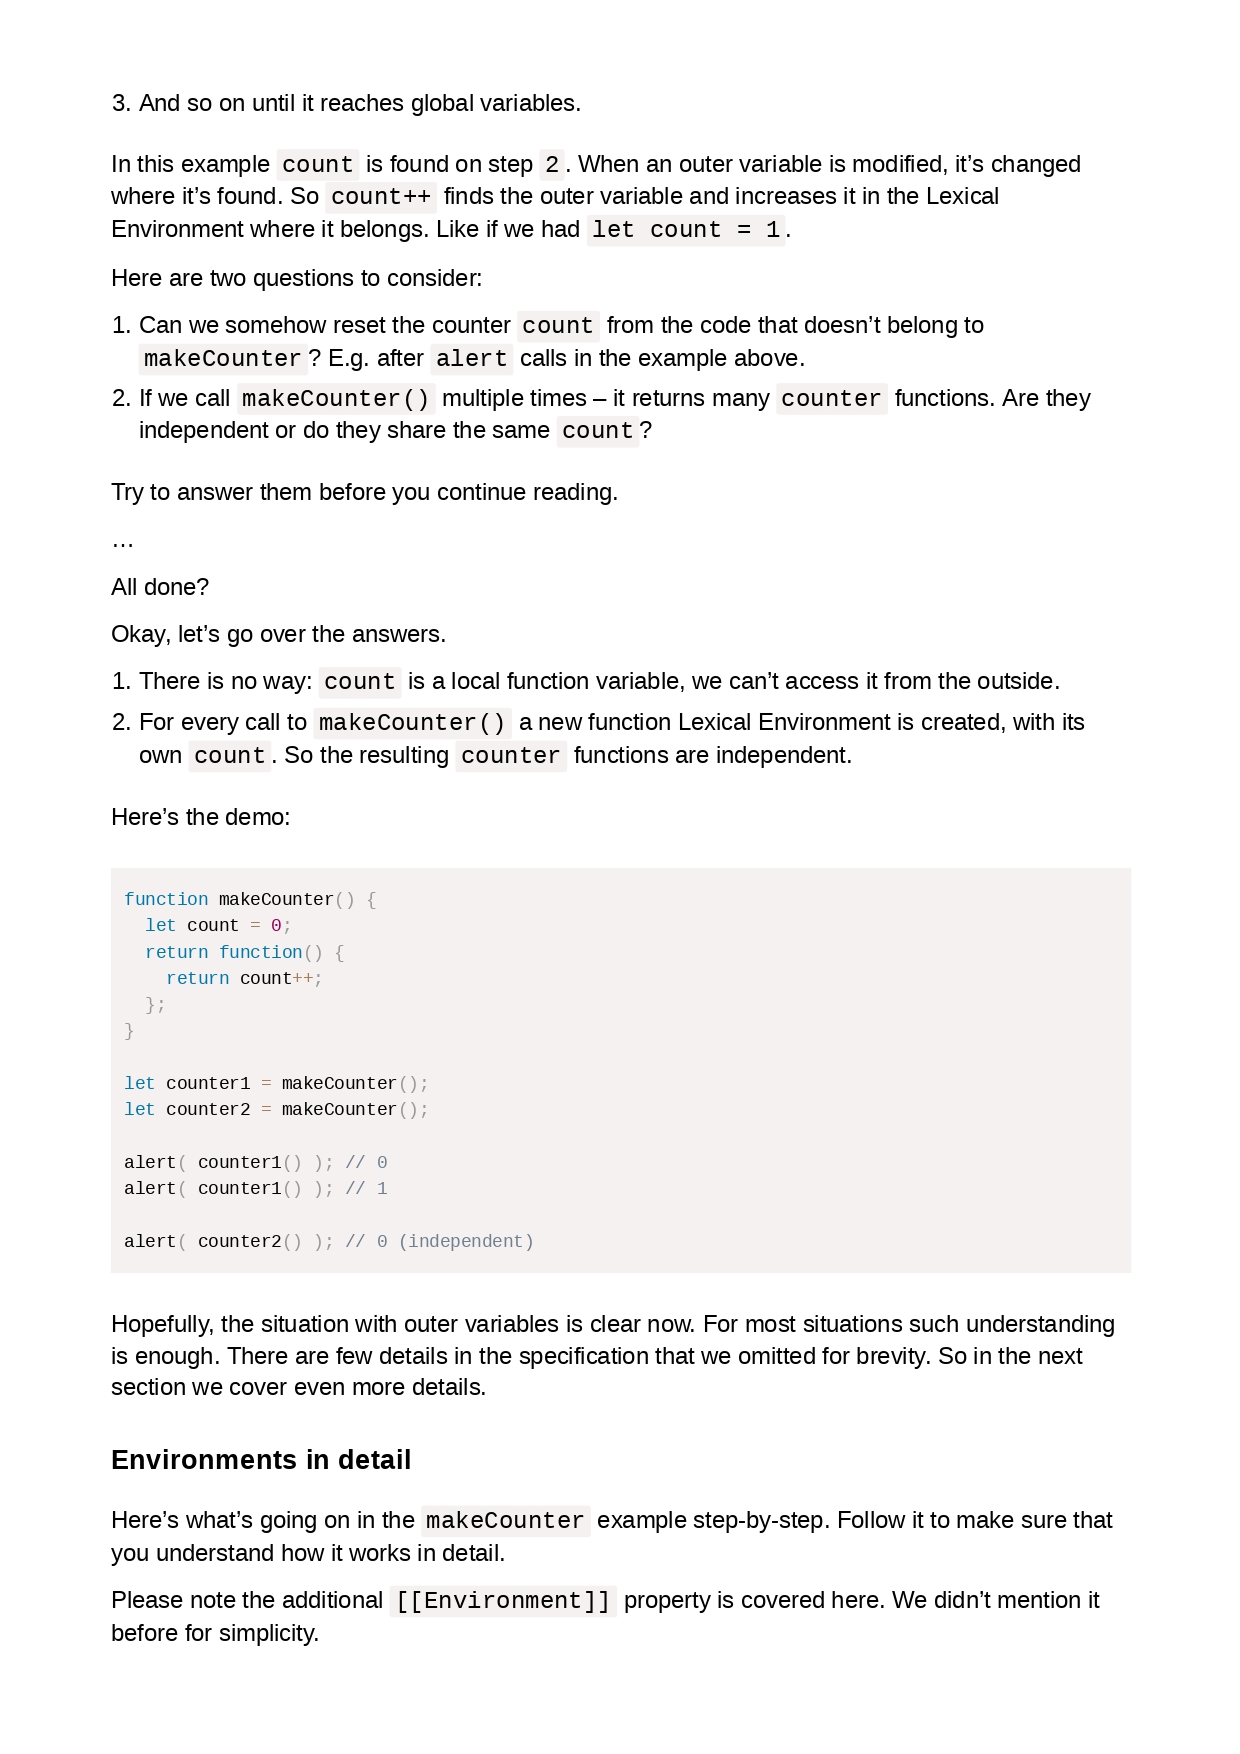 3. And so on until it reaches global variables.
In this example count is found on step 2. When an outer variable is modified, it’s changed
where it’s found. So count++ finds the outer variable and increases it in the Lexical
Environment where it belongs. Like if we had let count = 1.
Here are two questions to consider:
1. Can we somehow reset the counter count from the code that doesn’t belong to
makeCounter? E.g. after alert calls in the example above.
2. If we call makeCounter() multiple times – it returns many counter functions. Are they
independent or do they share the same count?
Try to answer them before you continue reading.
…
All done?
Okay, let’s go over the answers.
1. There is no way: count is a local function variable, we can’t access it from the outside.
2. For every call to makeCounter() a new function Lexical Environment is created, with its
own count. So the resulting counter functions are independent.
Here’s the demo:
function makeCounter() {
  let count = 0;
  return function() {
    return count++;
  };
}
let counter1 = makeCounter();
let counter2 = makeCounter();
alert( counter1() ); // 0
alert( counter1() ); // 1
alert( counter2() ); // 0 (independent)
Hopefully, the situation with outer variables is clear now. For most situations such understanding
is enough. There are few details in the specification that we omitted for brevity. So in the next
section we cover even more details.
Environments in detail
Here’s what’s going on in the makeCounter example step-by-step. Follow it to make sure that
you understand how it works in detail.
Please note the additional [[Environment]] property is covered here. We didn’t mention it
before for simplicity.